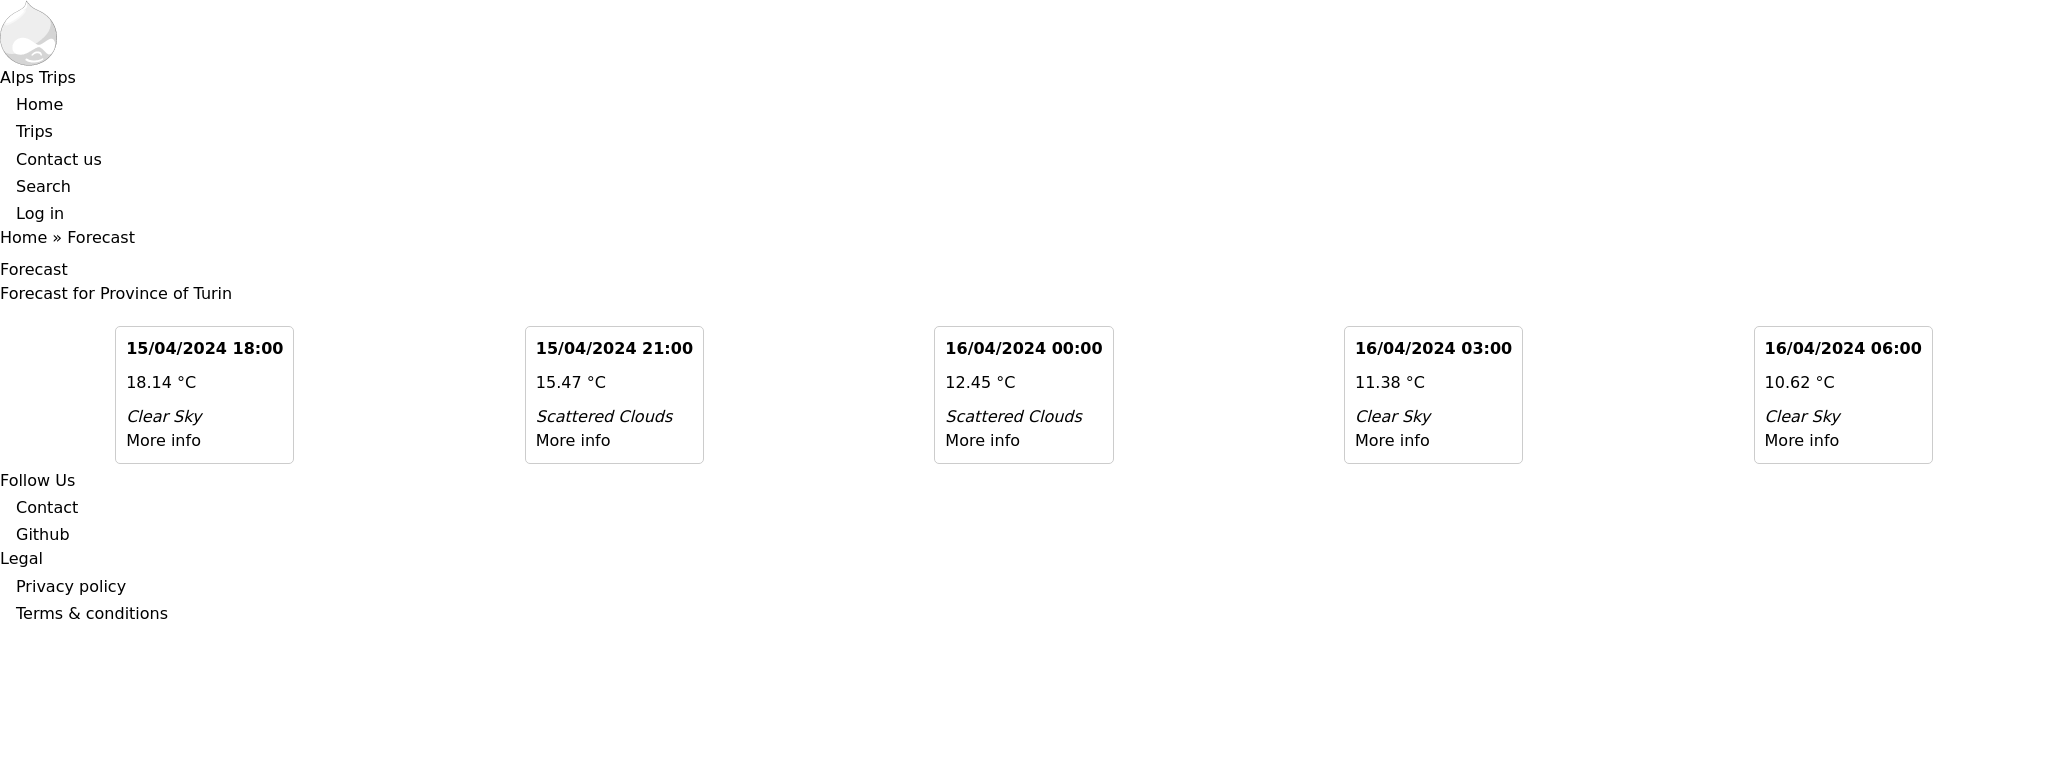 Alps Trips
Home
Trips
Contact us
Search
Log in
Home » Forecast
Forecast
Forecast for Province of Turin
15/04/2024 18:00
18.14 °C
Clear Sky
More info
15/04/2024 21:00
15.47 °C
Scattered Clouds
More info
16/04/2024 00:00
12.45 °C
Scattered Clouds
More info
16/04/2024 03:00
11.38 °C
Clear Sky
More info
16/04/2024 06:00
10.62 °C
Clear Sky
More info
Follow Us
Contact
Github
Legal
Privacy policy
Terms & conditions